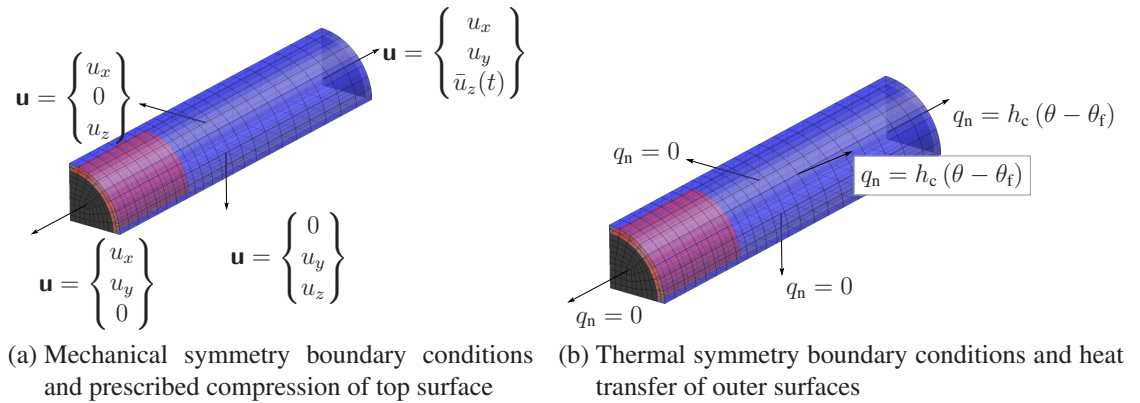 u = { u_x 0 u_z }
u = { u_x u_y ū_z(t) }
u = { u_x u_y 0 }
u = { 0 u_y u_z }
(a) Mechanical symmetry boundary conditions
and prescribed compression of top surface
q_n = h_c (θ − θ_f)
q_n = 0
q_n = h_c (θ − θ_f)
q_n = 0
q_n = 0
(b) Thermal symmetry boundary conditions and heat
transfer of outer surfaces